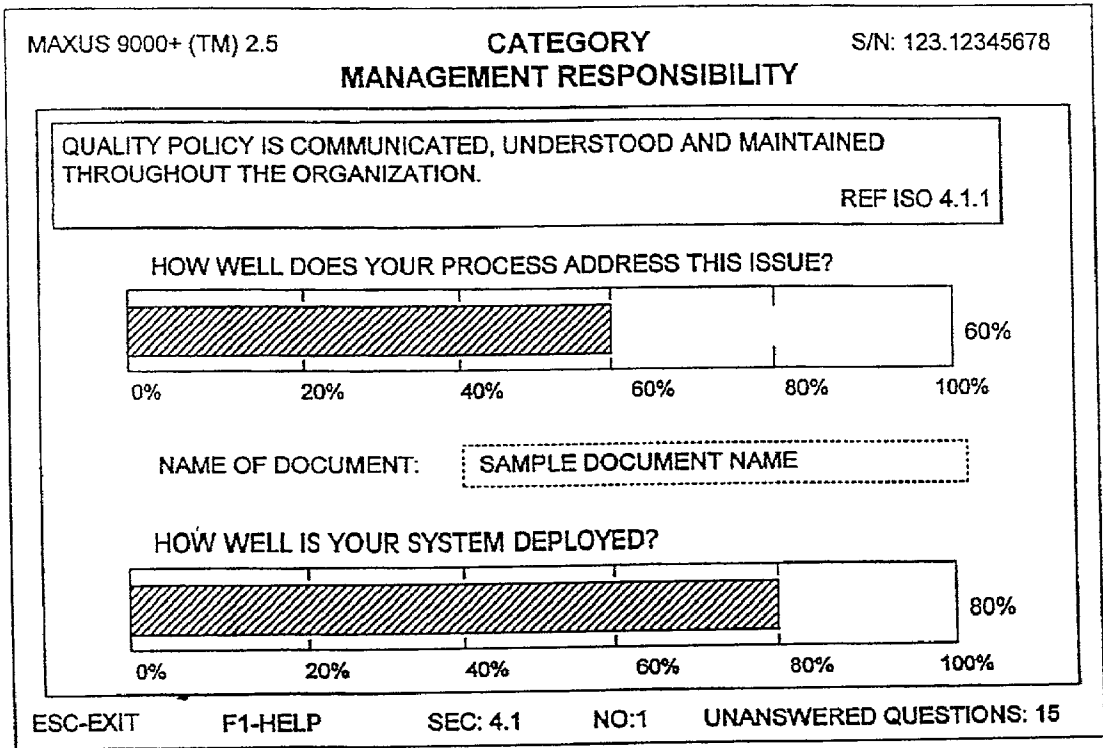 MAXUS 9000+ (TM) 2.5 CATEGORY S/N: 123.12345678
MANAGEMENT RESPONSIBILITY
QUALITY POLICY IS COMMUNICATED, UNDERSTOOD AND MAINTAINED
THROUGHOUT THE ORGANIZATION.
REF ISO 4.1.1
HOW WELL DOES YOUR PROCESS ADDRESS THIS ISSUE?
60%
0% 20% 40% 60% 80% 100%
NAME OF DOCUMENT: SAMPLE DOCUMENT NAME
HOW WELL IS YOUR SYSTEM DEPLOYED?
80%
0% 20% 40% 60% 80% 100%
ESC-EXIT F1-HELP SEC: 4.1 NO:1 UNANSWERED QUESTIONS: 15